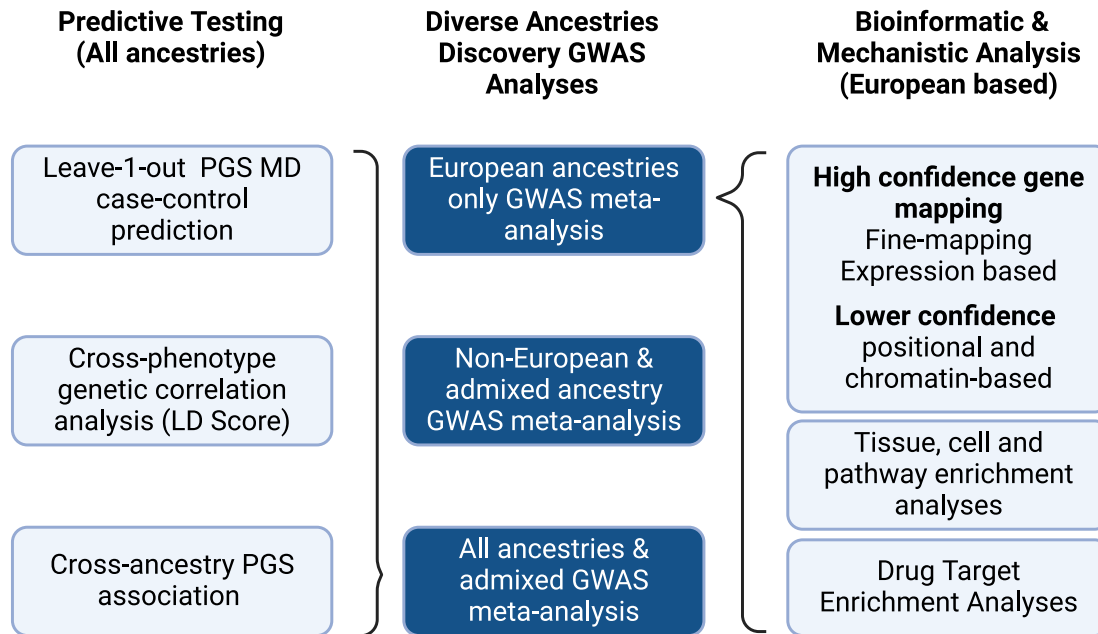 Predictive Testing
(All ancestries)
Leave-1-out PGS MD
case-control
prediction
Cross-phenotype
genetic correlation
analysis (LD Score)
Cross-ancestry PGS
association
Diverse Ancestries
Discovery GWAS
Analyses
European ancestries
only GWAS meta-
analysis
Non-European &
admixed ancestry
GWAS meta-analysis
All ancestries &
admixed GWAS
meta-analysis
Bioinformatic &
Mechanistic Analysis
(European based)
High confidence gene
mapping
Fine-mapping
Expression based
Lower confidence
positional and
chromatin-based
Tissue, cell and
pathway enrichment
analyses
Drug Target
Enrichment Analyses